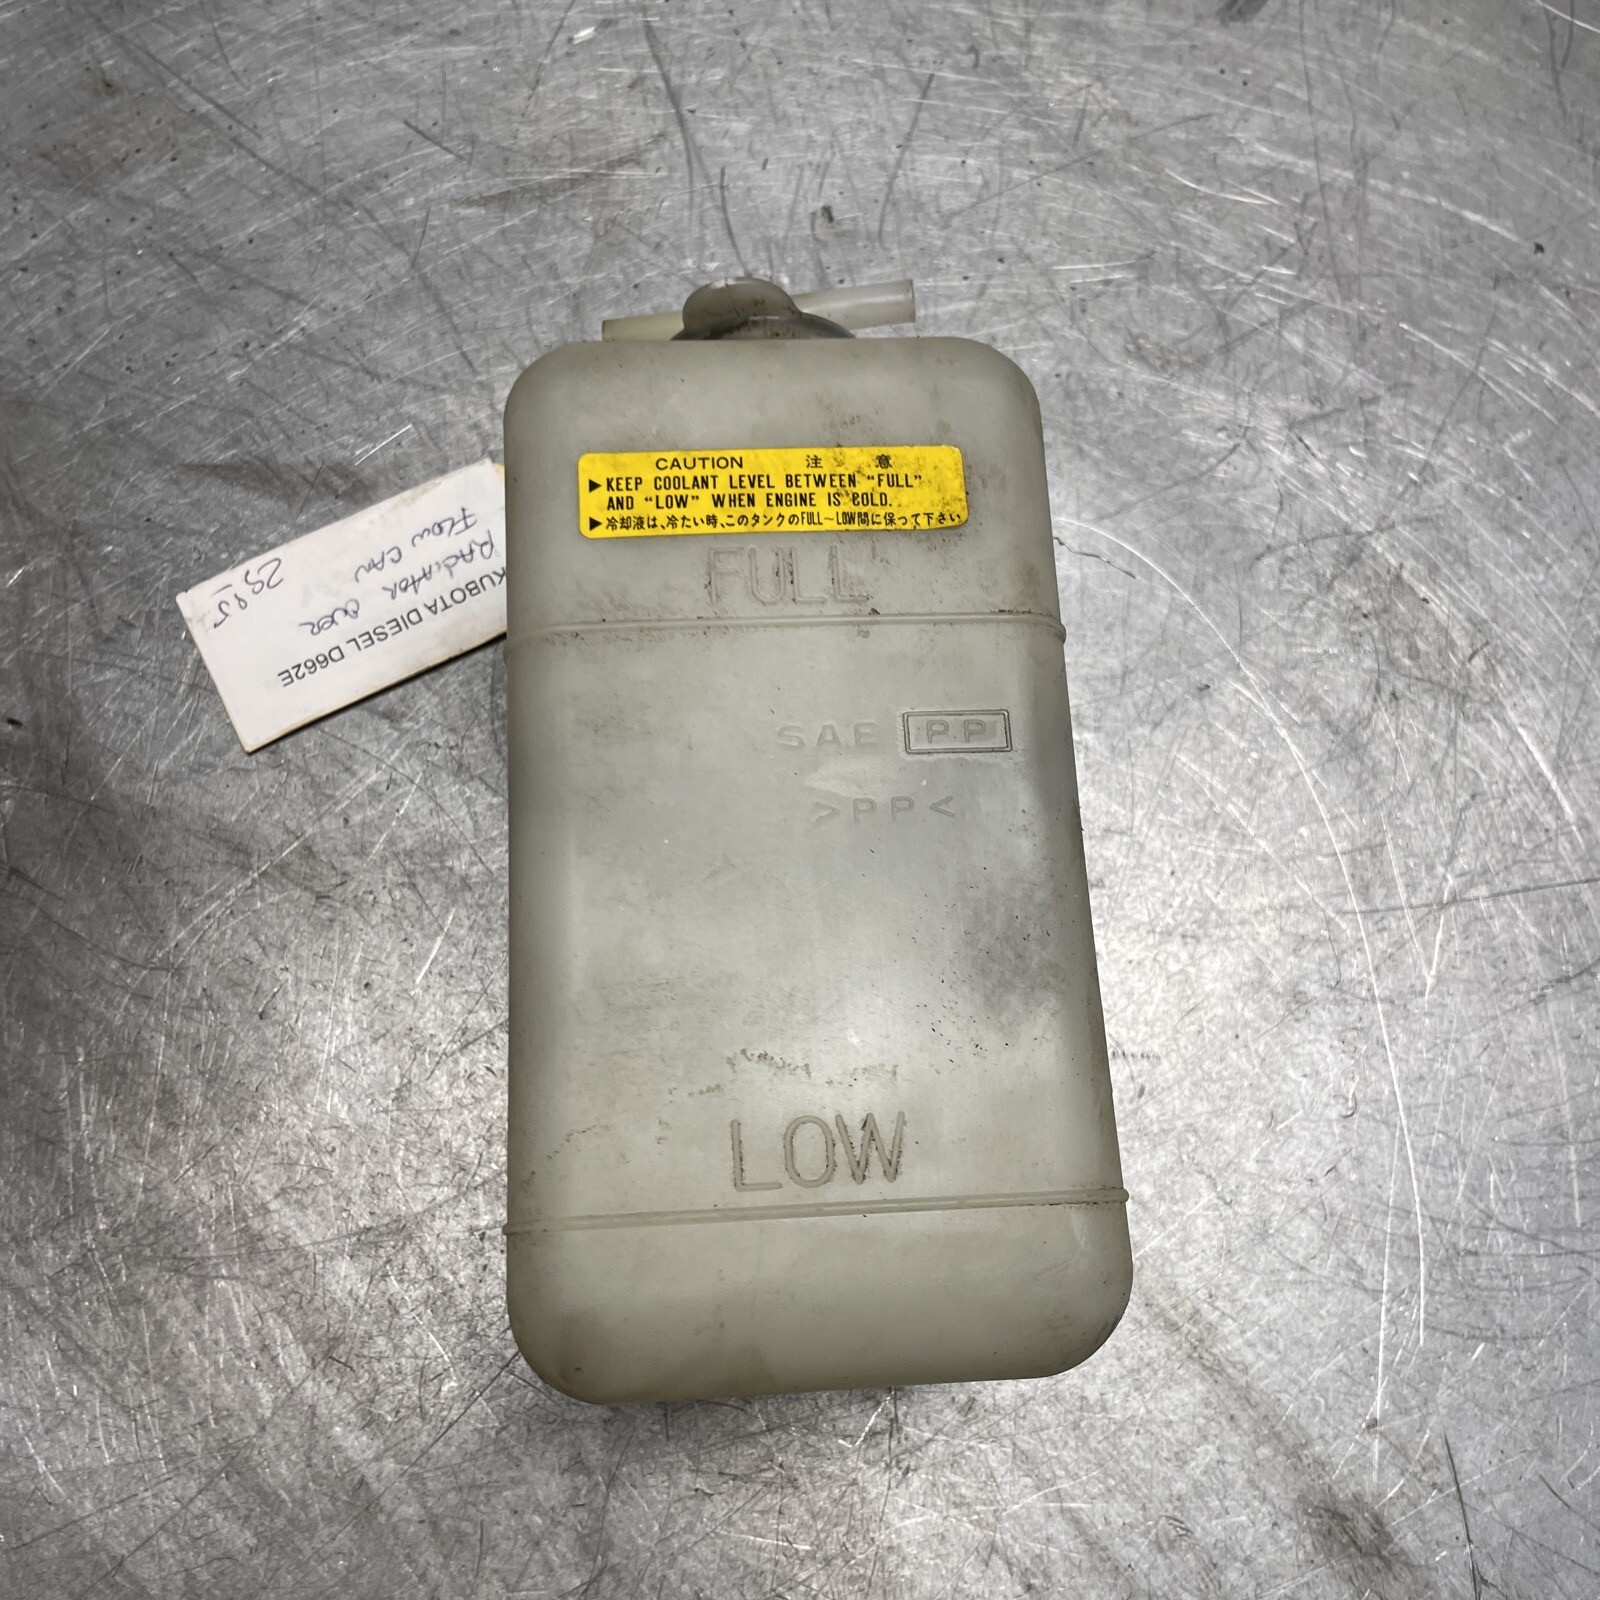 CAUTION 注 意
▶ KEEP COOLANT LEVEL BETWEEN "FULL"
AND "LOW" WHEN ENGINE IS COLD.
▶ 冷却液は、冷たい時、このタンクのFULL～LOW間に保って下さい
FULL
SAE PP
>PP<
LOW
KUBOTA DIESEL D662E
RADIATOR OVER
FLOW CAN
29.95